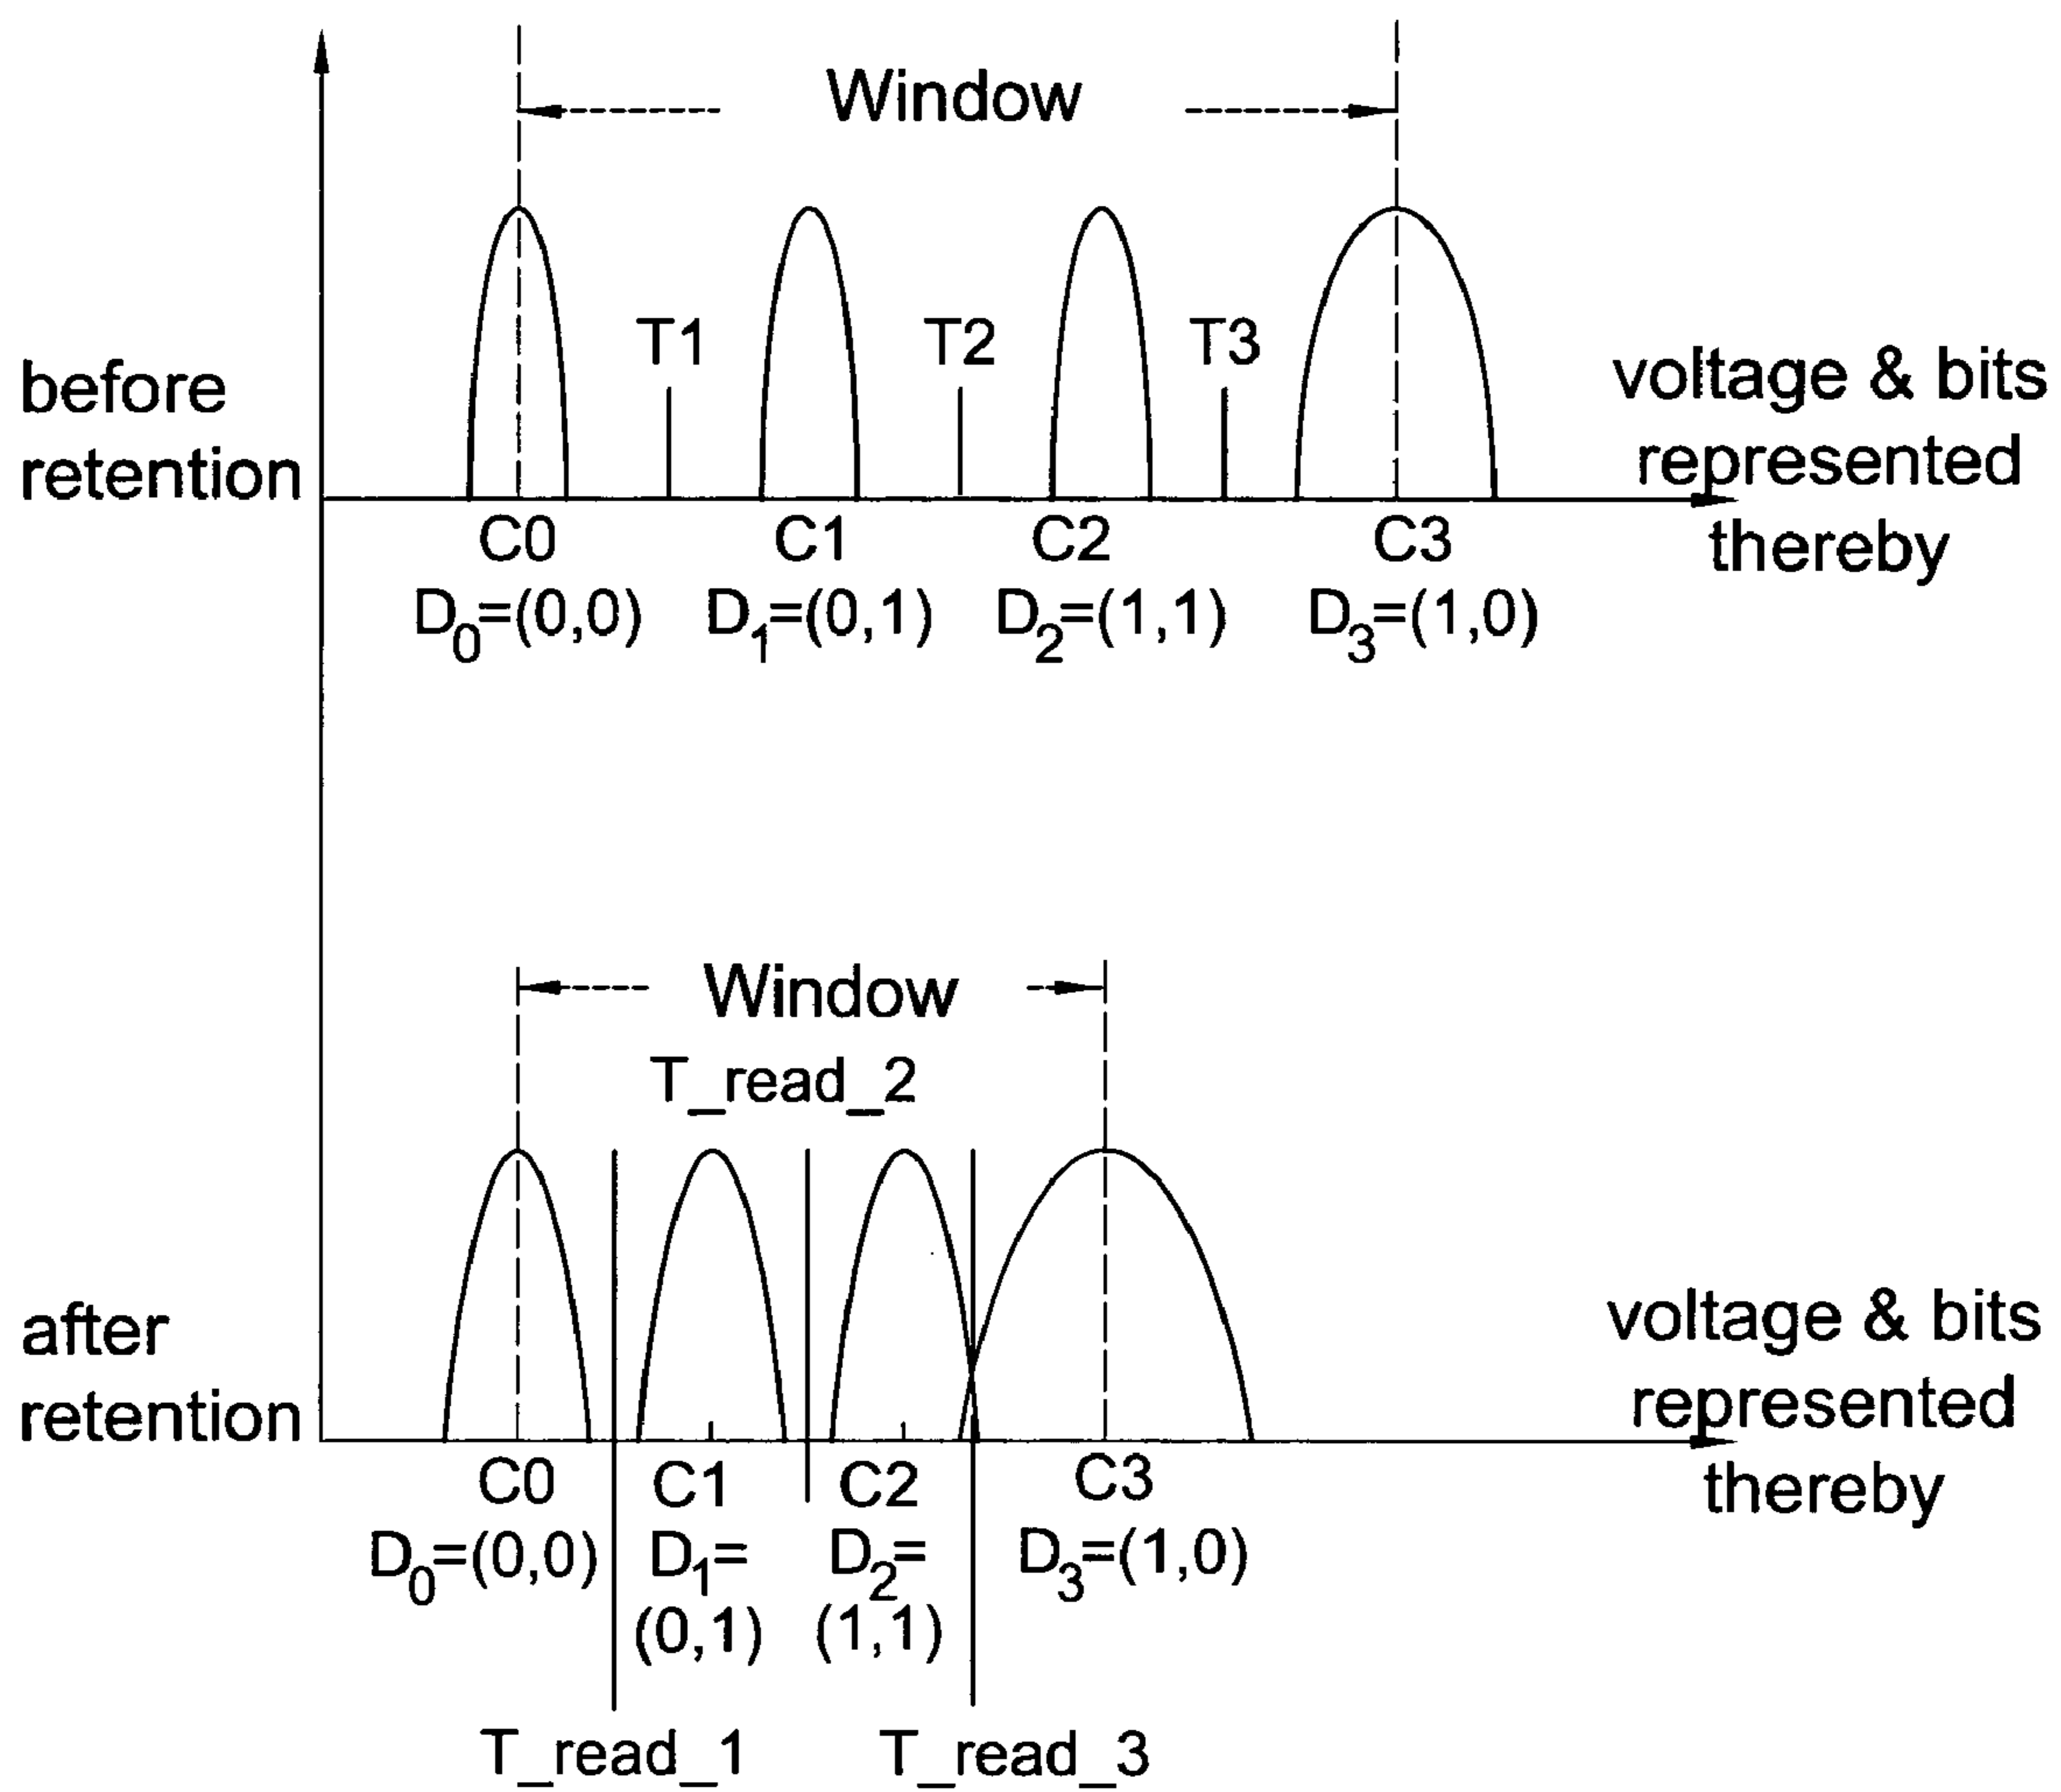 Window
T1 T2 T3
before
retention
voltage & bits
represented
thereby
C0 C1 C2 C3
D0=(0,0) D1=(0,1) D2=(1,1) D3=(1,0)
Window
T_read_2
after
retention
voltage & bits
represented
thereby
C0 C1 C2 C3
D0=(0,0) D1= D2= D3=(1,0)
(0,1) (1,1)
T_read_1 T_read_3